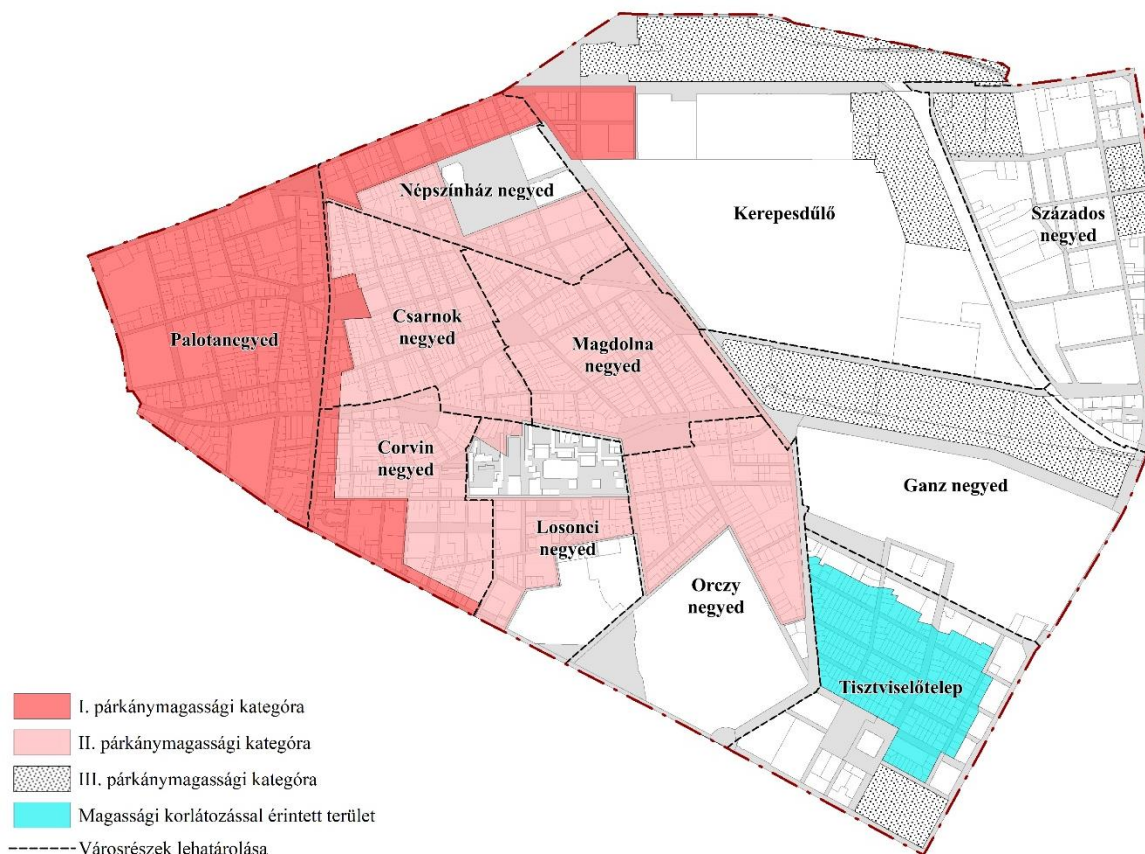 Népszínház negyed
Kerepesdűlő
Százados
negyed
Palotanegyed
Csarnok
negyed
Magdolna
negyed
Corvin
negyed
Ganz negyed
Losonci
negyed
Orczy
negyed
Tisztviselőtelep
I. párkánymagassági kategóra
II. párkánymagassági kategóra
III. párkánymagassági kategóra
Magassági korlátozással érintett terület
Városrészek lehatárolása